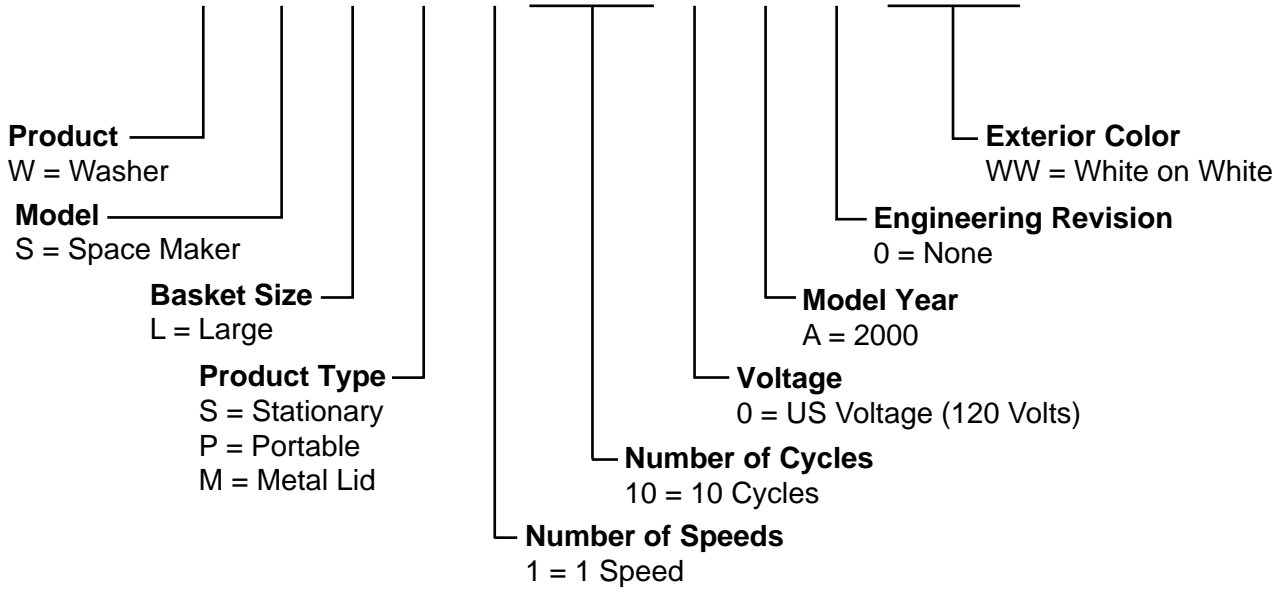 Product
W = Washer
Exterior Color
WW = White on White
Model
S = Space Maker
Engineering Revision
0 = None
Basket Size
L = Large
Model Year
A = 2000
Product Type
S = Stationary
P = Portable
M = Metal Lid
Voltage
0 = US Voltage (120 Volts)
Number of Cycles
10 = 10 Cycles
Number of Speeds
1 = 1 Speed